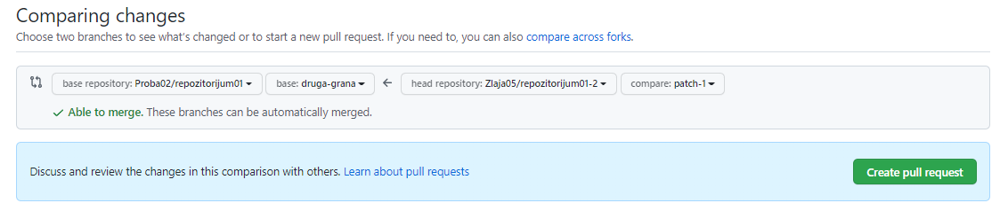 Comparing changes
Choose two branches to see what's changed or to start a new pull request. If you need to, you can also compare across forks.
base repository: Proba02/repozitorijum01 base: druga-grana head repository: Zlaja05/repozitorijum01-2 compare: patch-1
Able to merge. These branches can be automatically merged.
Discuss and review the changes in this comparison with others. Learn about pull requests
Create pull request